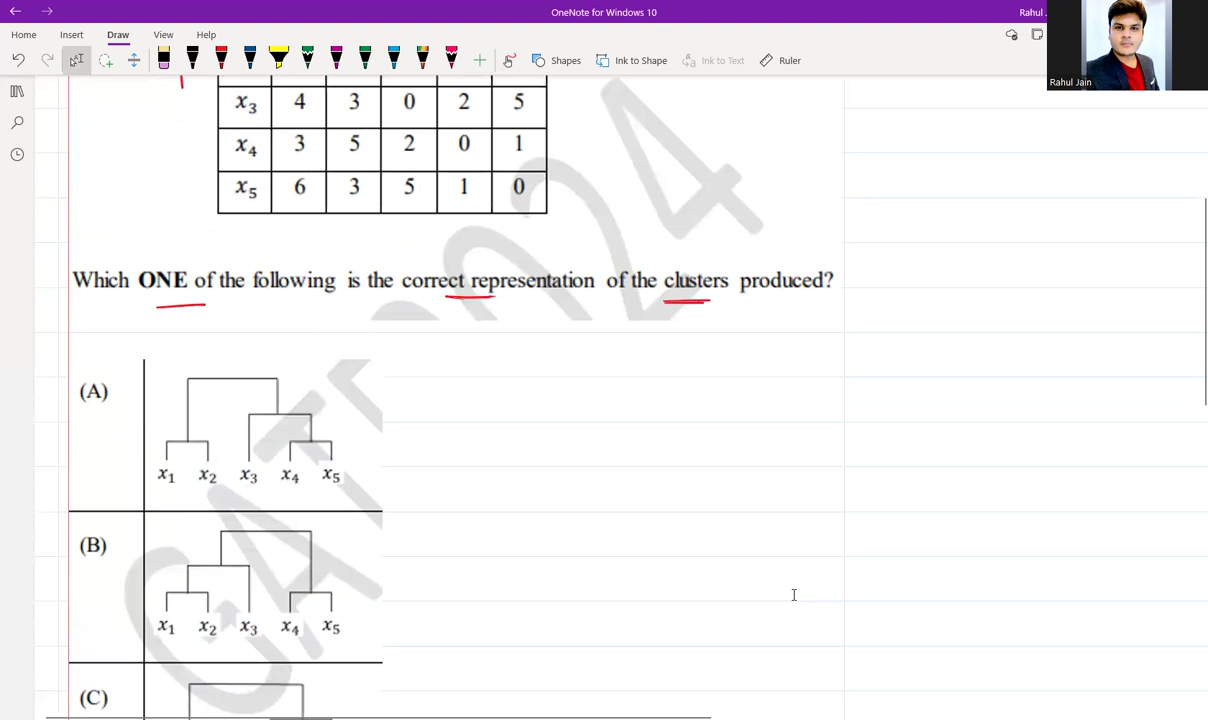 OneNote for Windows 10
Rahul J
Home Insert Draw View Help
Shapes Ink to Shape Ink to Text Ruler
Rahul Jain
x₃ 4 3 0 2 5
x₄ 3 5 2 0 1
x₅ 6 3 5 1 0
Which ONE of the following is the correct representation of the clusters produced?
(A)
x₁ x₂ x₃ x₄ x₅
(B)
x₁ x₂ x₃ x₄ x₅
(C)